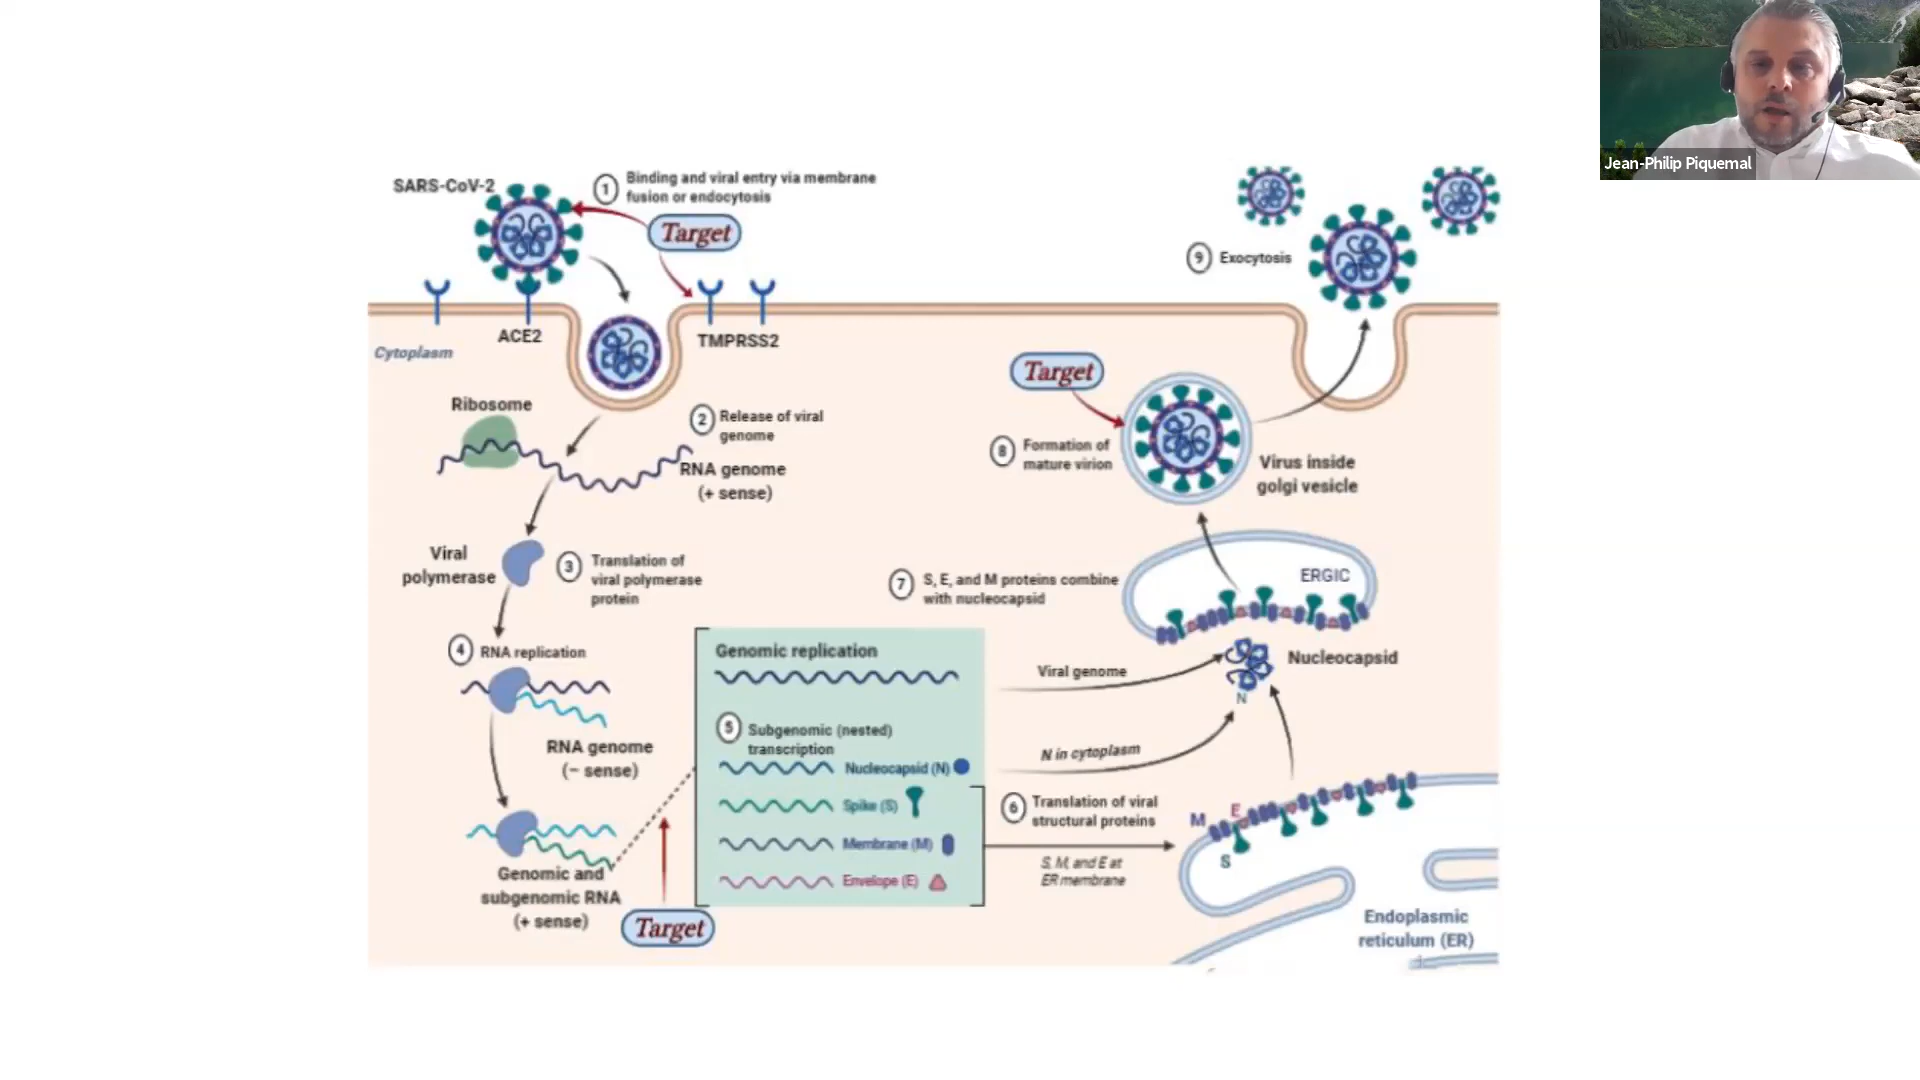 Jean-Philip Piquemal
SARS-CoV-2
1
Binding and viral entry via membrane
fusion or endocytosis
Target
ACE2
TMPRSS2
Cytoplasm
Ribosome
2
Release of viral
genome
RNA genome
(+ sense)
Viral
polymerase
3
Translation of
viral polymerase
protein
4
RNA replication
RNA genome
(− sense)
Genomic and
subgenomic RNA
(+ sense)
Target
Genomic replication
5
Subgenomic (nested)
transcription
Nucleocapsid (N)
Spike (S)
Membrane (M)
Envelope (E)
Viral genome
N in cytoplasm
6
Translation of viral
structural proteins
S, M, and E at
ER membrane
M
E
S
Endoplasmic
reticulum (ER)
7
S, E, and M proteins combine
with nucleocapsid
ERGIC
Nucleocapsid
N
Target
8
Formation of
mature virion
Virus inside
golgi vesicle
9
Exocytosis